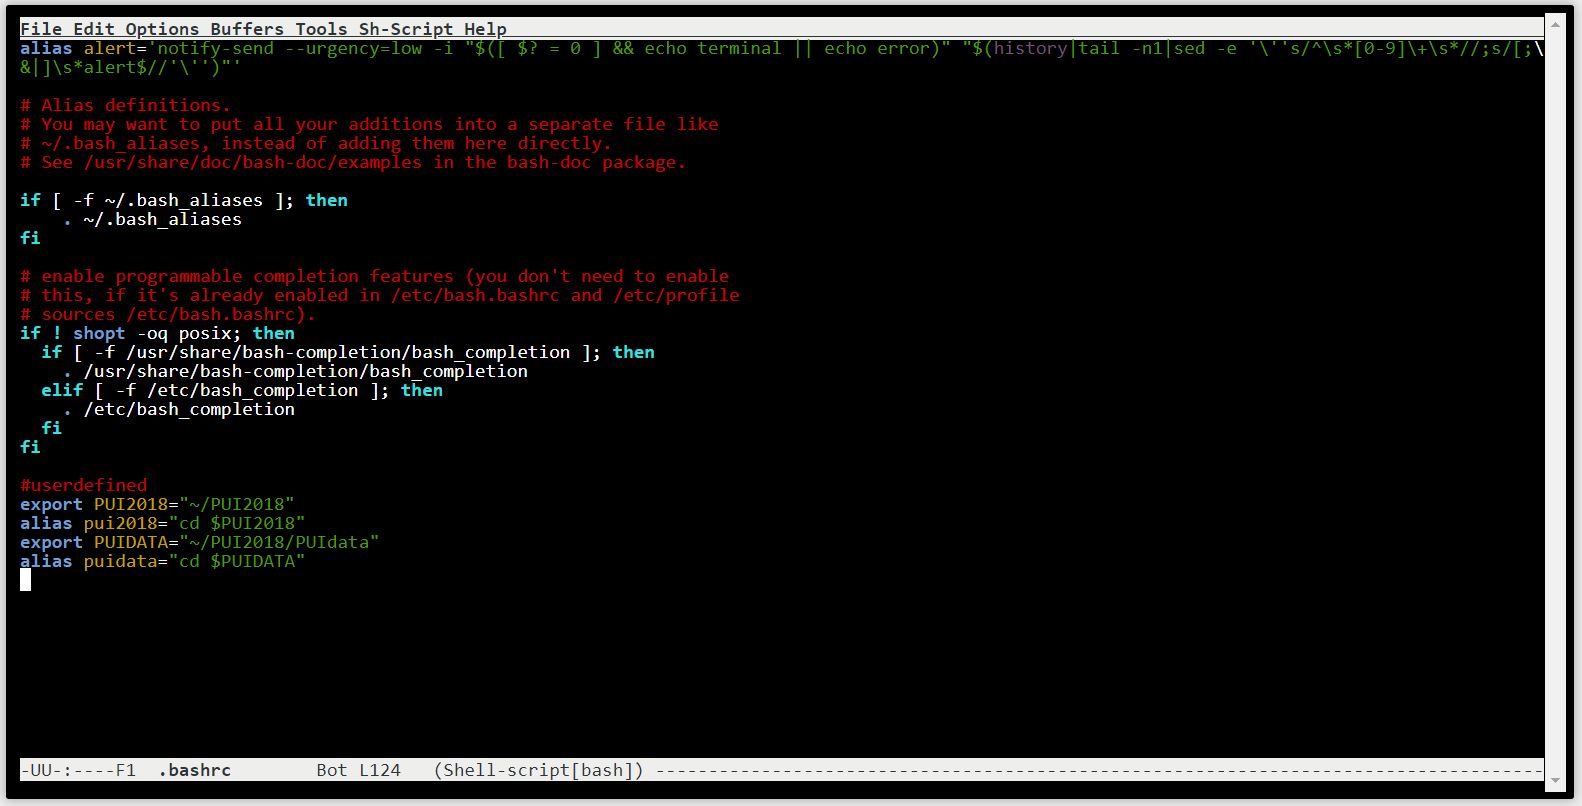 File Edit Options Buffers Tools Sh-Script Help
alias alert='notify-send --urgency=low -i "$([ $? = 0 ] && echo terminal || echo error)" "$(history|tail -n1|sed -e '\''s/^\s*[0-9]\+\s*//;s/[;\
&|]\s*alert$//'\'')"'
# Alias definitions.
# You may want to put all your additions into a separate file like
# ~/.bash_aliases, instead of adding them here directly.
# See /usr/share/doc/bash-doc/examples in the bash-doc package.
if [ -f ~/.bash_aliases ]; then
    . ~/.bash_aliases
fi
# enable programmable completion features (you don't need to enable
# this, if it's already enabled in /etc/bash.bashrc and /etc/profile
# sources /etc/bash.bashrc).
if ! shopt -oq posix; then
  if [ -f /usr/share/bash-completion/bash_completion ]; then
    . /usr/share/bash-completion/bash_completion
  elif [ -f /etc/bash_completion ]; then
    . /etc/bash_completion
  fi
fi
#userdefined
export PUI2018="~/PUI2018"
alias pui2018="cd $PUI2018"
export PUIDATA="~/PUI2018/PUIdata"
alias puidata="cd $PUIDATA"
-UU-:----F1  .bashrc        Bot L124   (Shell-script[bash]) ------------------------------------------------------------------------------------